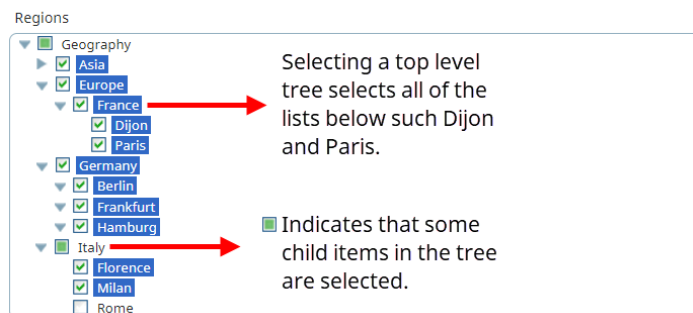 Regions
Geography
Asia
Europe
France
Dijon
Paris
Germany
Berlin
Frankfurt
Hamburg
Italy
Florence
Milan
Rome
Selecting a top level
tree selects all of the
lists below such Dijon
and Paris.
Indicates that some
child items in the tree
are selected.